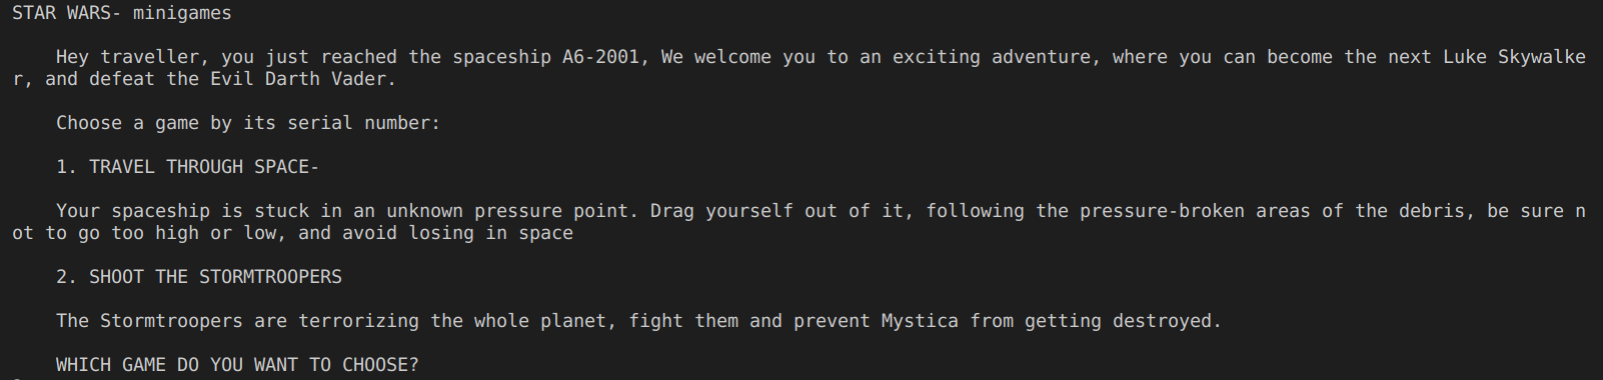 STAR WARS- minigames
Hey traveller, you just reached the spaceship A6-2001, We welcome you to an exciting adventure, where you can become the next Luke Skywalke
r, and defeat the Evil Darth Vader.
Choose a game by its serial number:
1. TRAVEL THROUGH SPACE-
Your spaceship is stuck in an unknown pressure point. Drag yourself out of it, following the pressure-broken areas of the debris, be sure n
ot to go too high or low, and avoid losing in space
2. SHOOT THE STORMTROOPERS
The Stormtroopers are terrorizing the whole planet, fight them and prevent Mystica from getting destroyed.
WHICH GAME DO YOU WANT TO CHOOSE?